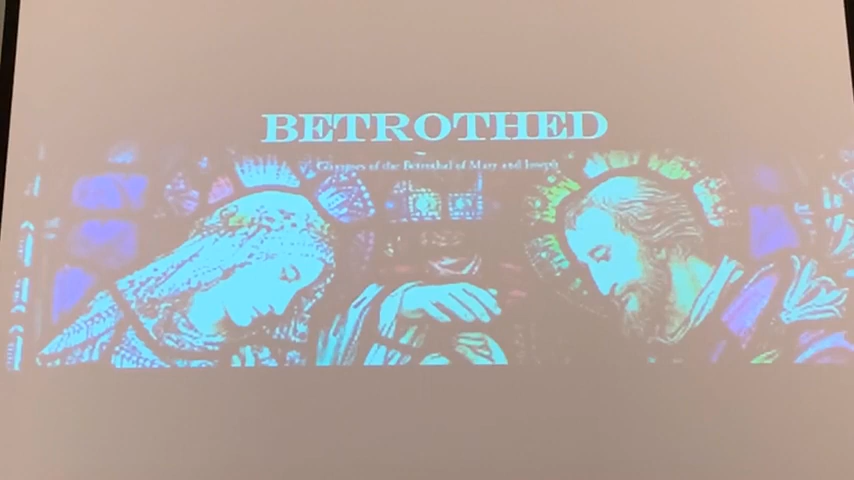 BETROTHED
Glimpses of the Betrothal of Mary and Joseph